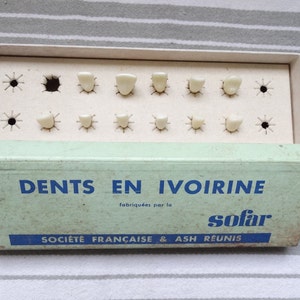 DENTS EN IVOIRINE
fabriquées par la
sofar
SOCIÉTÉ FRANÇAISE & ASH RÉUNIS